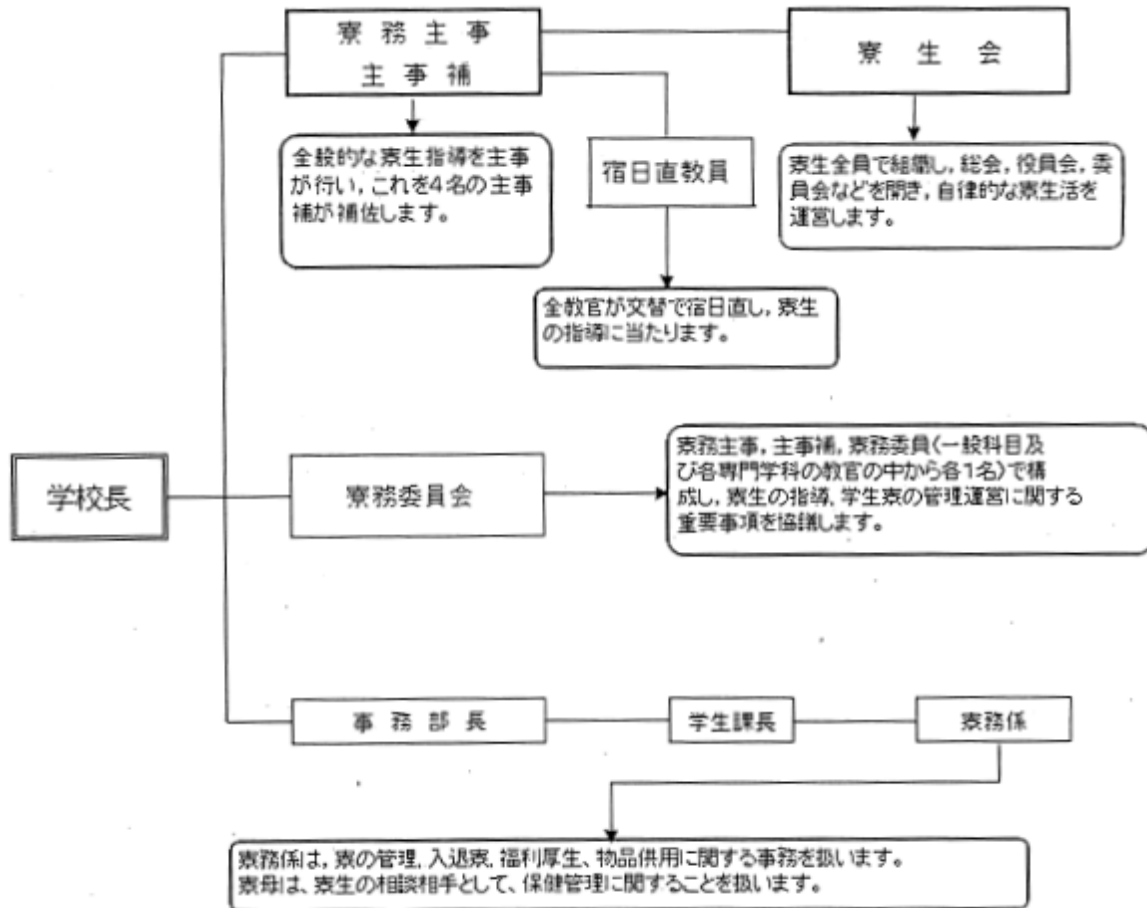 寮務主事
主事補
寮生会
全般的な寮生指導を主事
が行い,これを4名の主事
補が補佐します。
宿日直教員
寮生全員で組織し,総会,役員会,委
員会などを開き,自律的な寮生活を
運営します。
全教官が交替で宿日直し,寮生
の指導に当たります。
学校長
寮務委員会
寮務主事,主事補,寮務委員(一般科目及
び各専門学科の教官の中から各1名)で構
成し,寮生の指導、学生寮の管理運営に関する
重要事項を協議します。
事務部長
学生課長
寮務係
寮務係は,寮の管理,入退寮,福利厚生、物品供用に関する事務を扱います。
寮母は、寮生の相談相手として、保健管理に関することを扱います。